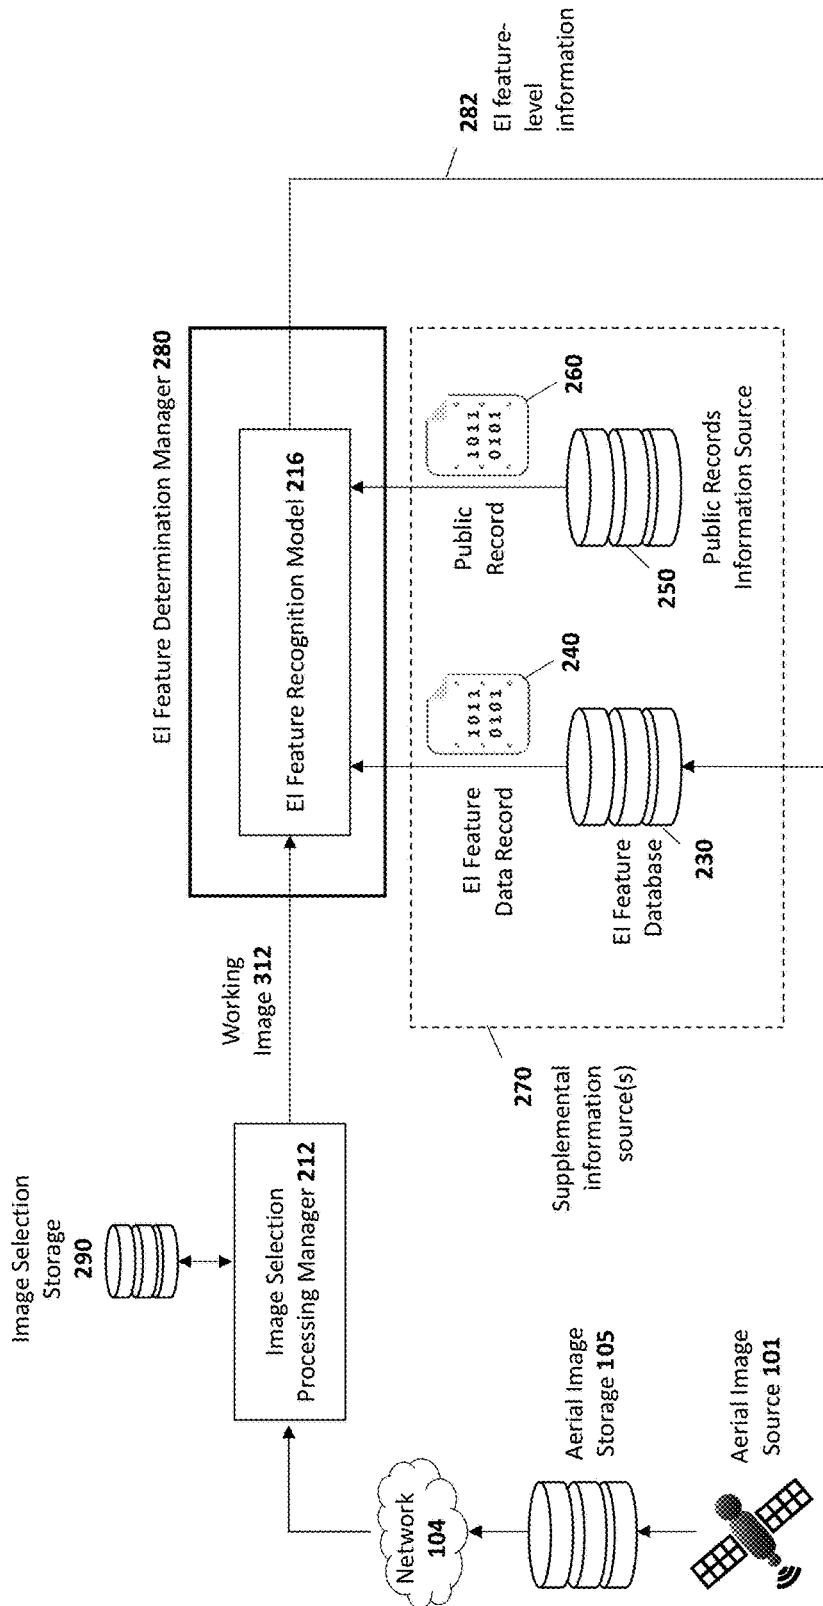 Image Selection
Storage
290
Image Selection
Processing Manager 212
Network
104
Aerial Image
Storage 105
Aerial Image
Source 101
Working
Image 312
EI Feature Determination Manager 280
EI Feature Recognition Model 216
282
EI feature-
level
information
270
Supplemental
information
source(s)
EI Feature
Data Record
1011
0101
240
EI Feature
Database
230
Public
Record
1011
0101
260
250
Public Records
Information Source